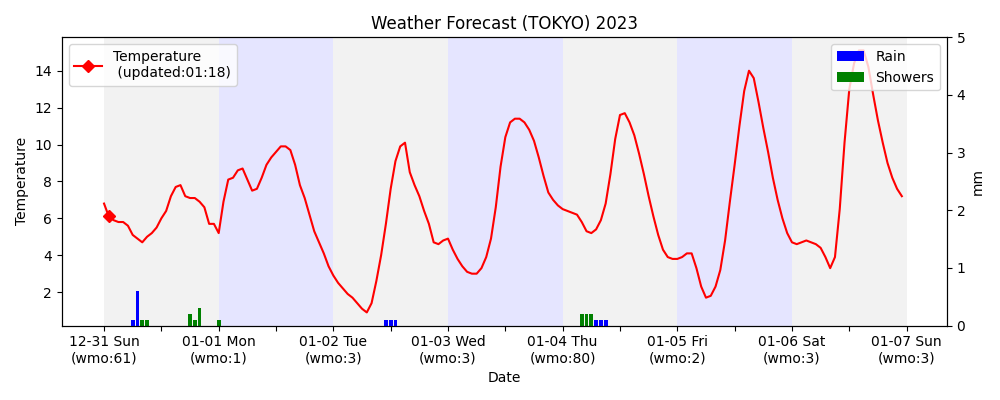 Weather Forecast (TOKYO) 2023
Temperature
(updated:01:18)
Rain
Showers
Temperature
14
12
10
8
6
4
2
5
4
3
2
1
0
mm
12-31 Sun
(wmo:61)
01-01 Mon
(wmo:1)
01-02 Tue
(wmo:3)
01-03 Wed
(wmo:3)
01-04 Thu
(wmo:80)
01-05 Fri
(wmo:2)
01-06 Sat
(wmo:3)
01-07 Sun
(wmo:3)
Date